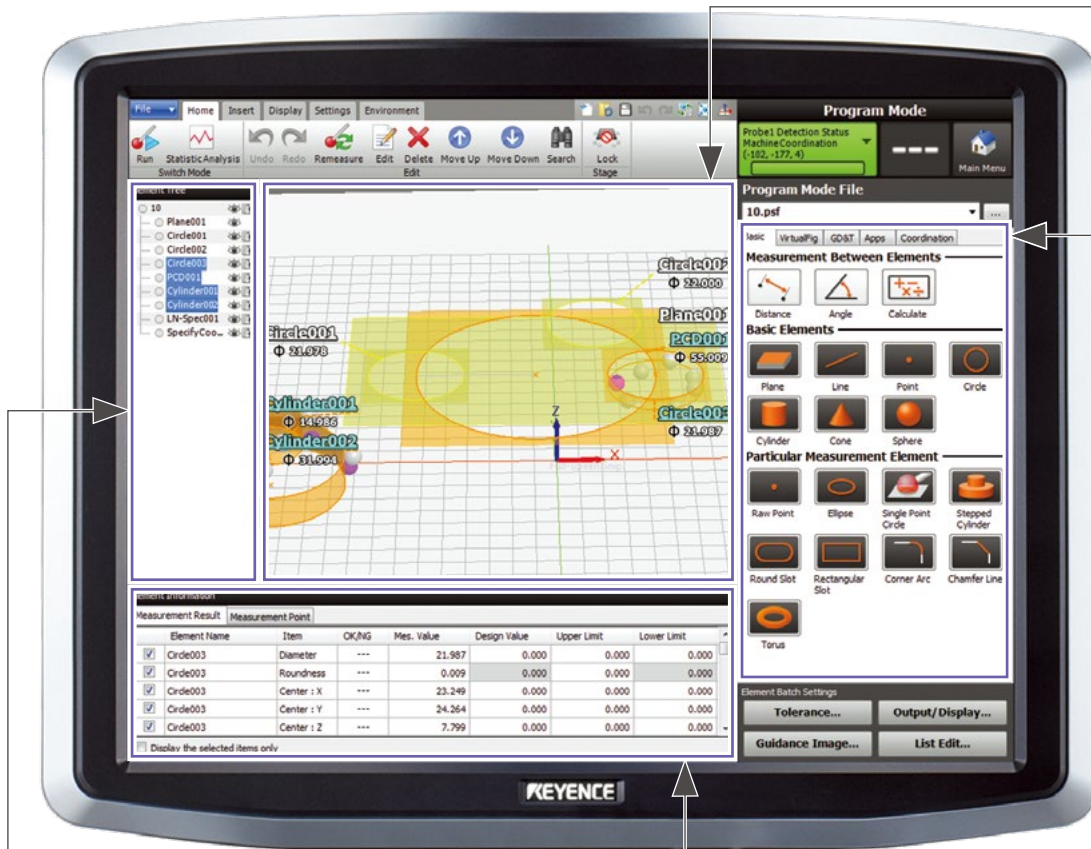 File Home Insert Display Settings Environment
Run StatisticAnalysis Undo Redo Remeasure Edit Delete Move Up Move Down Search Lock
Switch Mode Edit Stage
Program Mode
Probe1 Detection Status
MachineCoordination
(-102, -177, 4)
---
Main Menu
Program Mode File
10.psf
...
Element Tree
10
Plane001
Circle001
Circle002
Circle003
PCD001
Cylinder001
Cylinder002
LN-Spec001
SpecifyCoo...
Circle002
Φ 22.000
Plane001
PCD001
Φ 55.009
Circle001
Φ 21.978
Cylinder001
Φ 14.986
Cylinder002
Φ 31.994
Circle003
Φ 21.987
Z
X
Basic VirtualFig GD&T Apps Coordination
Measurement Between Elements
Distance Angle Calculate
Basic Elements
Plane Line Point Circle
Cylinder Cone Sphere
Particular Measurement Element
Raw Point Ellipse Single Point Circle Stepped Cylinder
Round Slot Rectangular Slot Corner Arc Chamfer Line
Torus
Element Information
Measurement Result Measurement Point
Element Name Item OK/NG Mes. Value Design Value Upper Limit Lower Limit
Circle003 Diameter --- 21.987 0.000 0.000 0.000
Circle003 Roundness --- 0.009 0.000 0.000 0.000
Circle003 Center : X --- 23.249 0.000 0.000 0.000
Circle003 Center : Y --- 24.264 0.000 0.000 0.000
Circle003 Center : Z --- 7.799 0.000 0.000 0.000
Display the selected items only
Element Batch Settings
Tolerance... Output/Display...
Guidance Image... List Edit...
KEYENCE